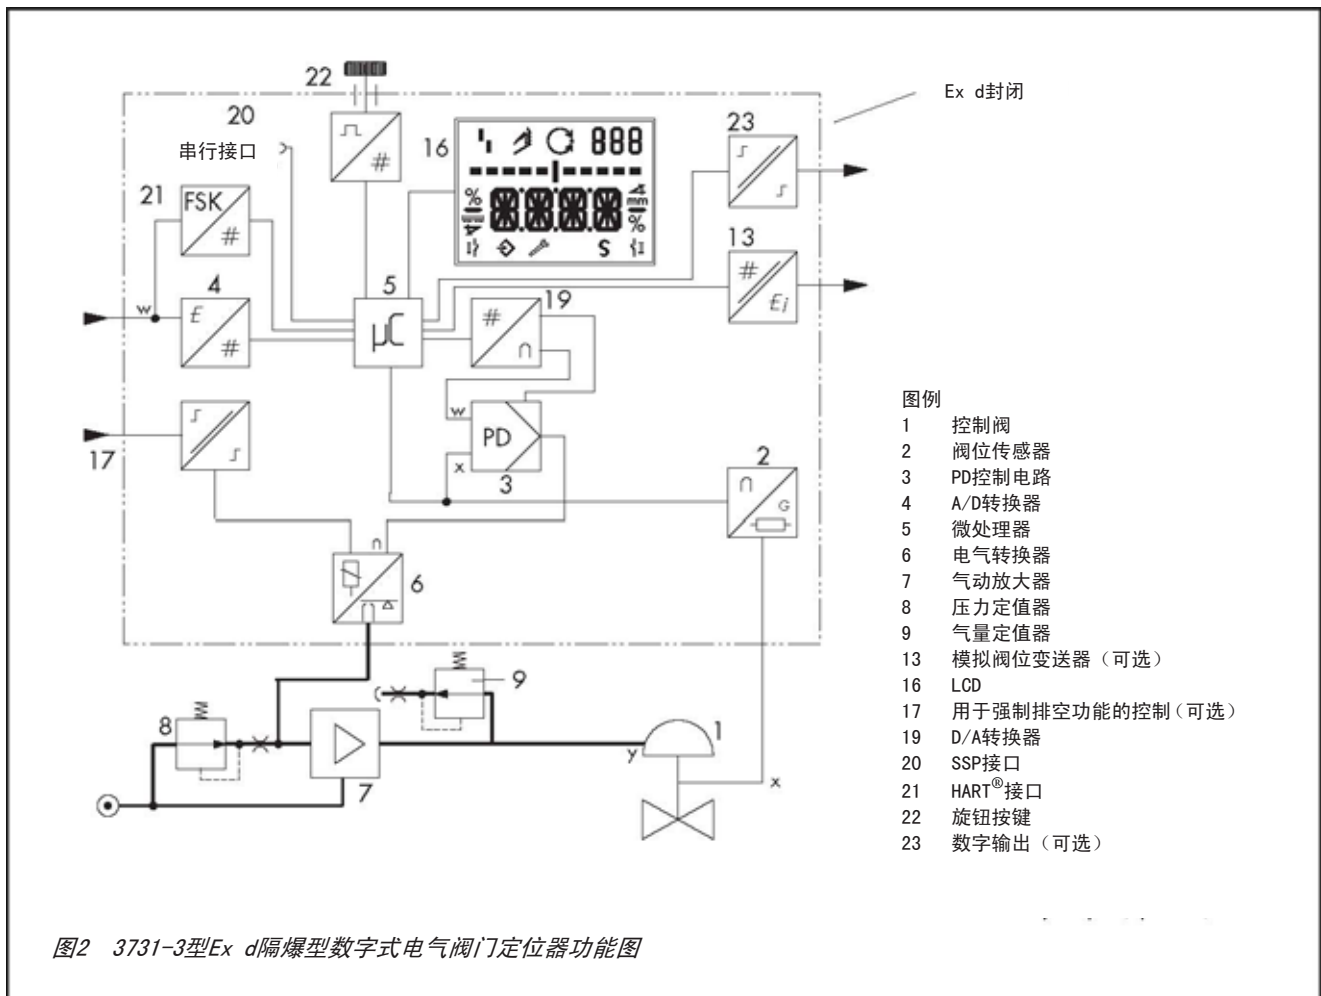 22
Ex d封闭
20
串行接口
16
888
23
21
FSK
#
#
%
mm
%
S
w
4
E
#
5
μC
19
#
∩
13
#
Ei
17
w
PD
x
3
2
∩
G
∩
6
8
9
7
y
1
x
图例
1 控制阀
2 阀位传感器
3 PD控制电路
4 A/D转换器
5 微处理器
6 电气转换器
7 气动放大器
8 压力定值器
9 气量定值器
13 模拟阀位变送器（可选）
16 LCD
17 用于强制排空功能的控制（可选）
19 D/A转换器
20 SSP接口
21 HART®接口
22 旋钮按键
23 数字输出（可选）
图2 3731-3型Ex d隔爆型数字式电气阀门定位器功能图